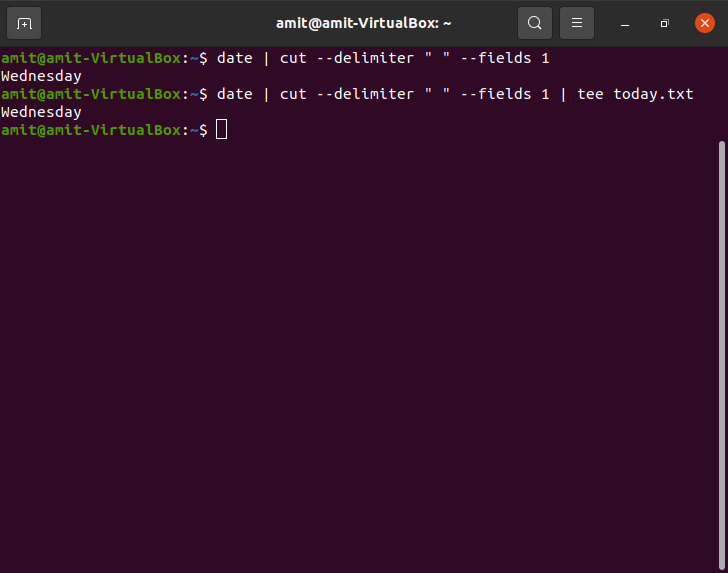 amit@amit-VirtualBox: ~
amit@amit-VirtualBox:~$ date | cut --delimiter " " --fields 1
Wednesday
amit@amit-VirtualBox:~$ date | cut --delimiter " " --fields 1 | tee today.txt
Wednesday
amit@amit-VirtualBox:~$